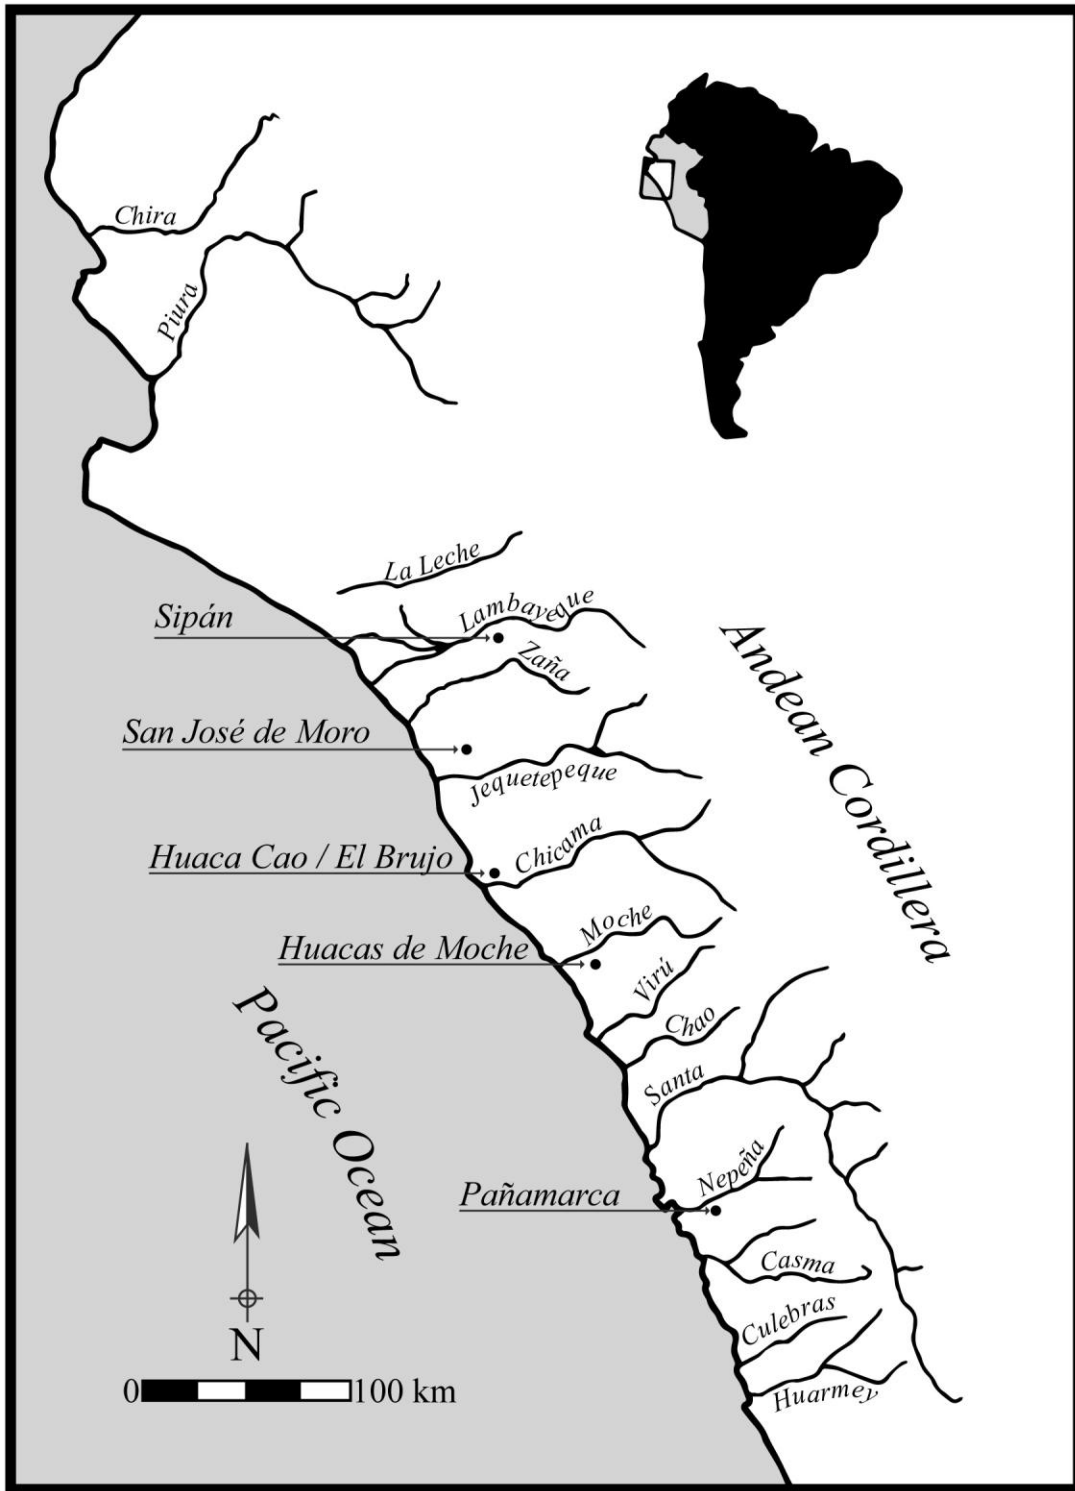 Chira
Piura
La Leche
Lambayeque
Sipán
Zaña
Andean Cordillera
San José de Moro
Jequetepeque
Chicama
Huaca Cao / El Brujo
Moche
Huacas de Moche
Virú
Pacific Ocean
Chao
Santa
Nepeña
Pañamarca
Casma
Culebras
N
0 100 km
Huarmey